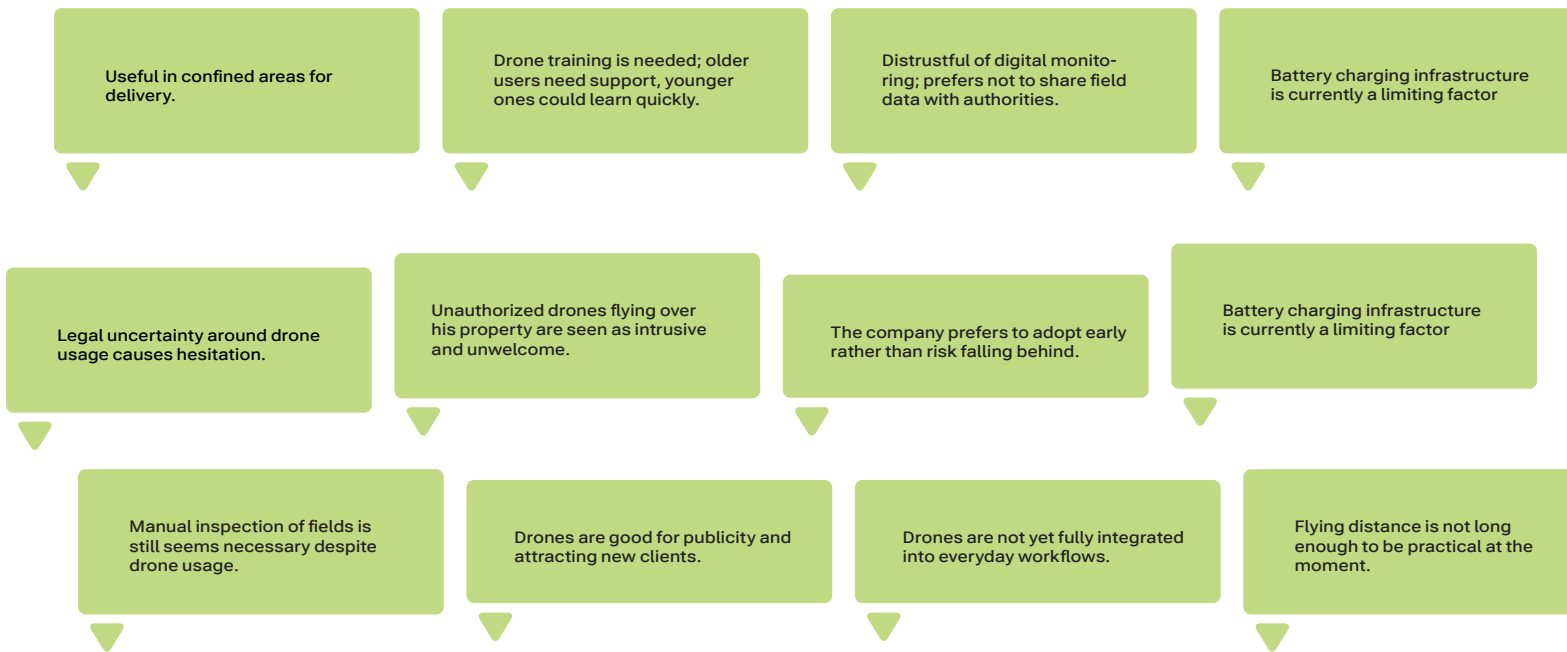 Useful in confined areas for
delivery.
Drone training is needed; older
users need support, younger
ones could learn quickly.
Distrustful of digital monito-
ring; prefers not to share field
data with authorities.
Battery charging infrastructure
is currently a limiting factor
Legal uncertainty around drone
usage causes hesitation.
Unauthorized drones flying over
his property are seen as intrusive
and unwelcome.
The company prefers to adopt early
rather than risk falling behind.
Battery charging infrastructure
is currently a limiting factor
Manual inspection of fields is
still seems necessary despite
drone usage.
Drones are good for publicity and
attracting new clients.
Drones are not yet fully integrated
into everyday workflows.
Flying distance is not long
enough to be practical at the
moment.